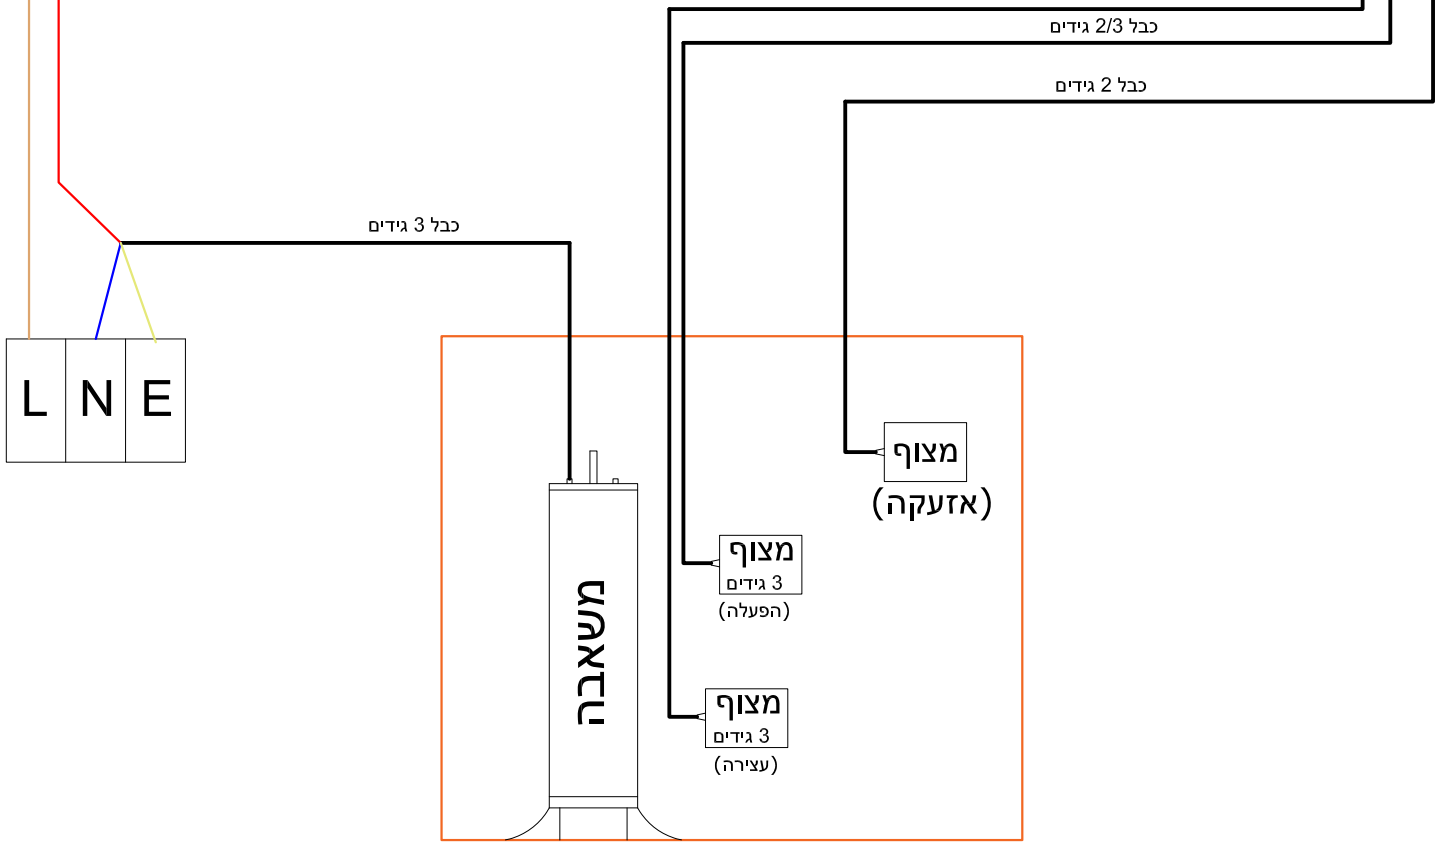 כבל 2/3 גידים
כבל 2 גידים
כבל 3 גידים
L N E
מצוף
(אזעקה)
מצוף
3 גידים
(הפעלה)
משאבה
מצוף
3 גידים
(עצירה)